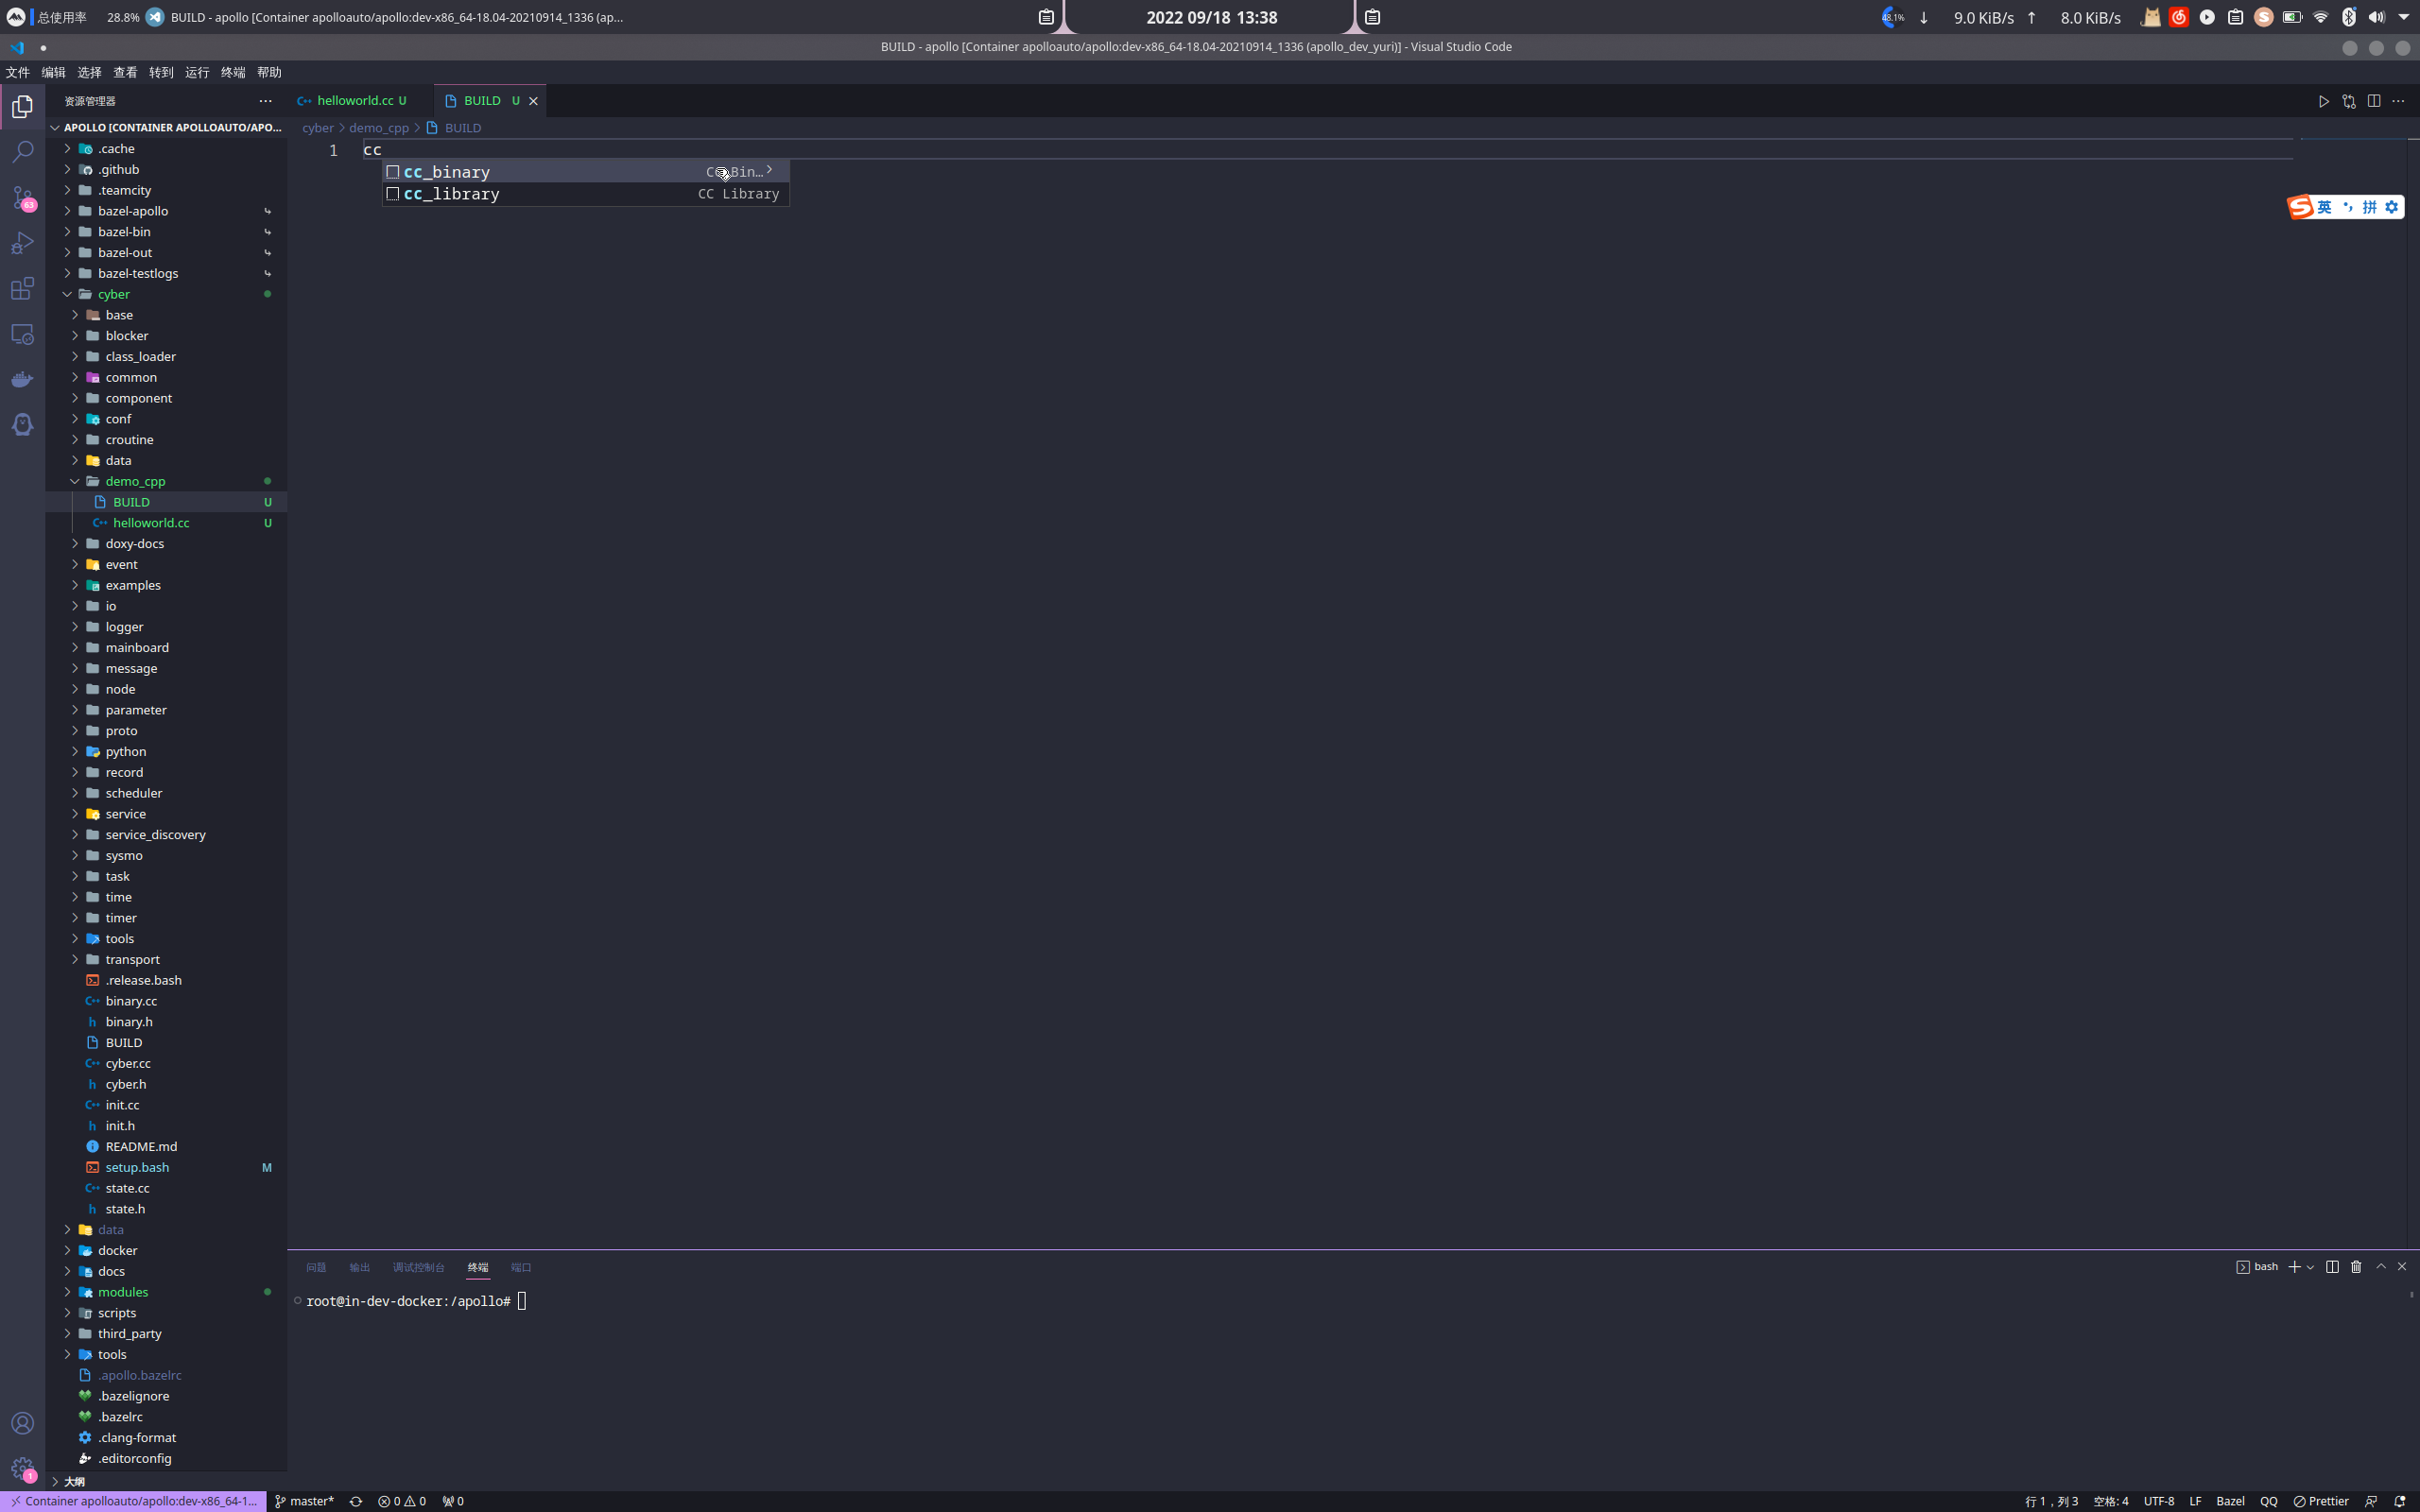 总使用率 28.8% BUILD - apollo [Container apolloauto/apollo:dev-x86_64-18.04-20210914_1336 (ap... 2022 09/18 13:38 48.1% ↓ 9.0 KiB/s ↑ 8.0 KiB/s
BUILD - apollo [Container apolloauto/apollo:dev-x86_64-18.04-20210914_1336 (apollo_dev_yuri)] - Visual Studio Code
文件 编辑 选择 查看 转到 运行 终端 帮助
资源管理器
APOLLO [CONTAINER APOLLOAUTO/APO...
.cache
.github
.teamcity
bazel-apollo
bazel-bin
bazel-out
bazel-testlogs
cyber
base
blocker
class_loader
common
component
conf
croutine
data
demo_cpp
BUILD U
helloworld.cc U
doxy-docs
event
examples
io
logger
mainboard
message
node
parameter
proto
python
record
scheduler
service
service_discovery
sysmo
task
time
timer
tools
transport
.release.bash
binary.cc
binary.h
BUILD
cyber.cc
cyber.h
init.cc
init.h
README.md
setup.bash M
state.cc
state.h
data
docker
docs
modules
scripts
third_party
tools
.apollo.bazelrc
.bazelignore
.bazelrc
.clang-format
.editorconfig
大纲
63
1
helloworld.cc U BUILD U
cyber > demo_cpp > BUILD
1 cc
cc_binary
cc_library CC Library
英 拼
问题 输出 调试控制台 终端 端口 bash
root@in-dev-docker:/apollo#
Container apolloauto/apollo:dev-x86_64-1... master* 0 0 0 行 1，列 3 空格: 4 UTF-8 LF Bazel QQ Prettier